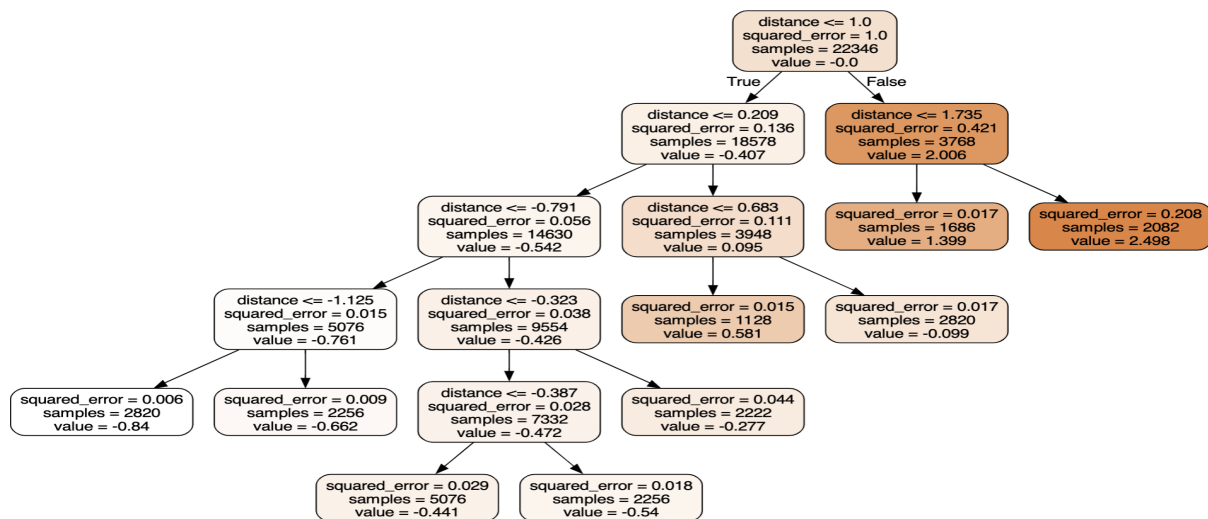 distance <= 1.0
squared_error = 1.0
samples = 22346
value = -0.0
True
False
distance <= 0.209
squared_error = 0.136
samples = 18578
value = -0.407
distance <= 1.735
squared_error = 0.421
samples = 3768
value = 2.006
distance <= -0.791
squared_error = 0.056
samples = 14630
value = -0.542
distance <= 0.683
squared_error = 0.111
samples = 3948
value = 0.095
squared_error = 0.017
samples = 1686
value = 1.399
squared_error = 0.208
samples = 2082
value = 2.498
distance <= -1.125
squared_error = 0.015
samples = 5076
value = -0.761
distance <= -0.323
squared_error = 0.038
samples = 9554
value = -0.426
squared_error = 0.015
samples = 1128
value = 0.581
squared_error = 0.017
samples = 2820
value = -0.099
squared_error = 0.006
samples = 2820
value = -0.84
squared_error = 0.009
samples = 2256
value = -0.662
distance <= -0.387
squared_error = 0.028
samples = 7332
value = -0.472
squared_error = 0.044
samples = 2222
value = -0.277
squared_error = 0.029
samples = 5076
value = -0.441
squared_error = 0.018
samples = 2256
value = -0.54